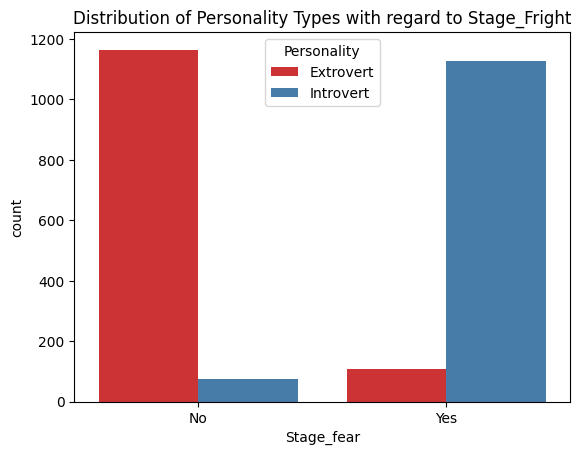 Distribution of Personality Types with regard to Stage_Fright
Personality
Extrovert
Introvert
1200
1000
800
600
400
200
0
count
No
Yes
Stage_fear